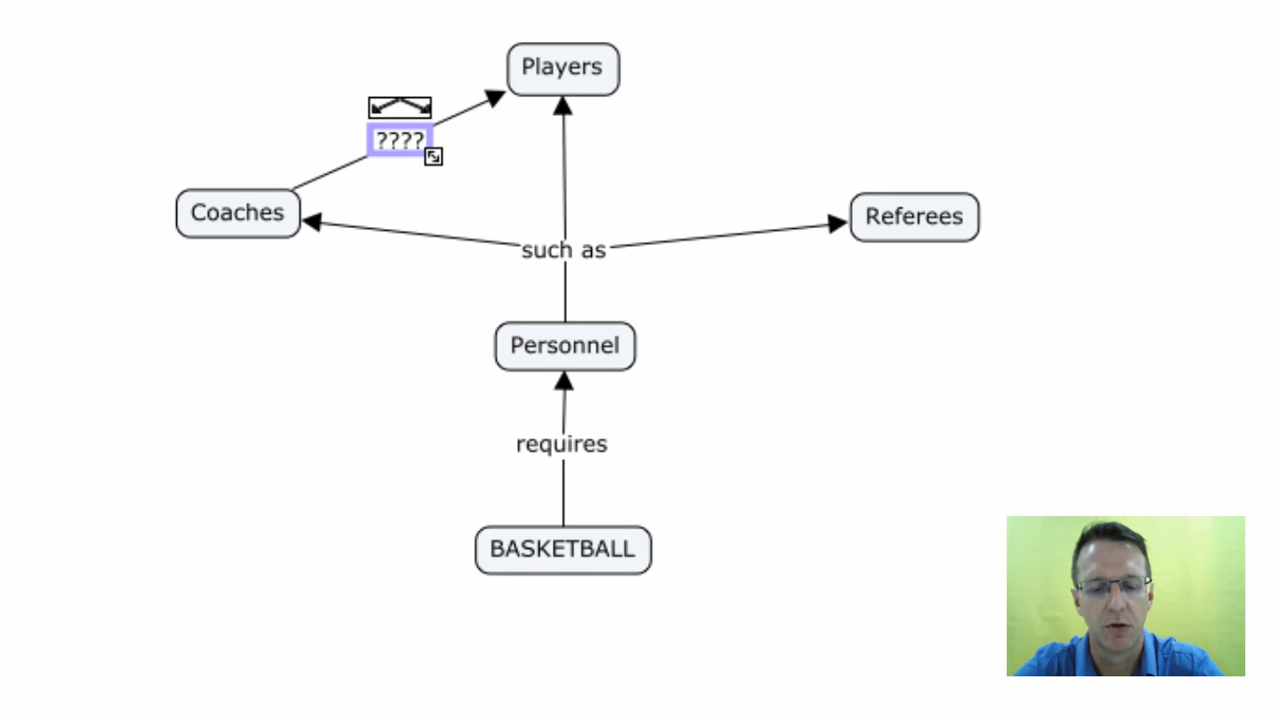 Players
????
Coaches
Referees
such as
Personnel
requires
BASKETBALL